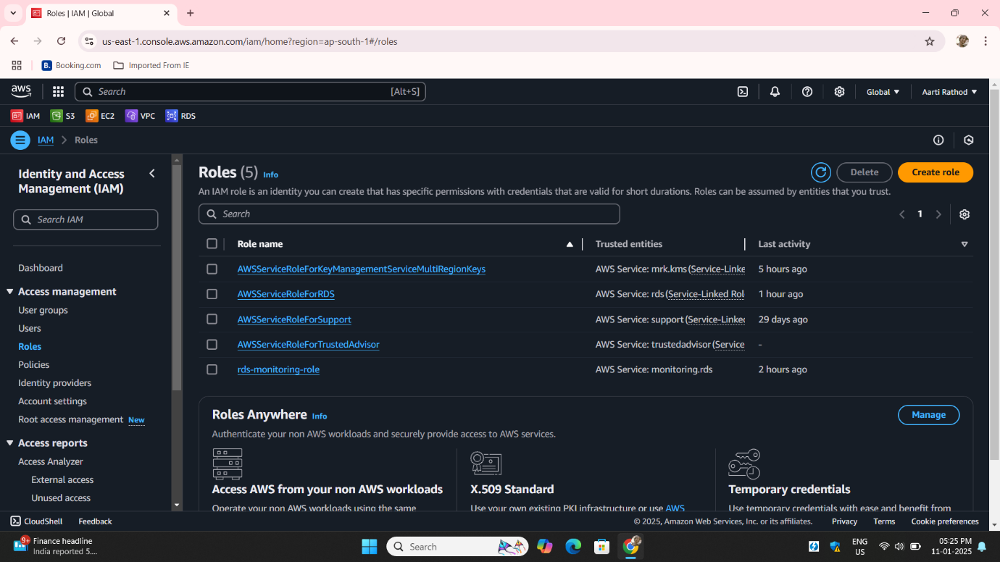 Roles | IAM | Global
us-east-1.console.aws.amazon.com/iam/home?region=ap-south-1#/roles
B. Booking.com Imported From IE
aws Search [Alt+S] Global Aarti Rathod
IAM S3 EC2 VPC RDS
IAM Roles
Identity and Access
Management (IAM)
Search IAM
Dashboard
Access management
User groups
Users
Roles
Policies
Identity providers
Account settings
Root access management New
Access reports
Access Analyzer
External access
Unused access
Roles (5) Info
Delete
Create role
An IAM role is an identity you can create that has specific permissions with credentials that are valid for short durations. Roles can be assumed by entities that you trust.
Search
1
Role name Trusted entities Last activity
AWSServiceRoleForKeyManagementServiceMultiRegionKeys AWS Service: mrk.kms (Service-Linke 5 hours ago
AWSServiceRoleForRDS AWS Service: rds (Service-Linked Rol 1 hour ago
AWSServiceRoleForSupport AWS Service: support (Service-Linked 29 days ago
AWSServiceRoleForTrustedAdvisor AWS Service: trustedadvisor (Service -
rds-monitoring-role AWS Service: monitoring.rds 2 hours ago
Roles Anywhere Info
Manage
Authenticate your non AWS workloads and securely provide access to AWS services.
Access AWS from your non AWS workloads
Operate your non AWS workloads using the same
X.509 Standard
Use your own existing PKI infrastructure or use AWS
Temporary credentials
Use temporary credentials with ease and benefit from
CloudShell Feedback © 2025, Amazon Web Services, Inc. or its affiliates. Privacy Terms Cookie preferences
9+
Finance headline
India reported 5....
Search
ENG
US
05:25 PM
11-01-2025